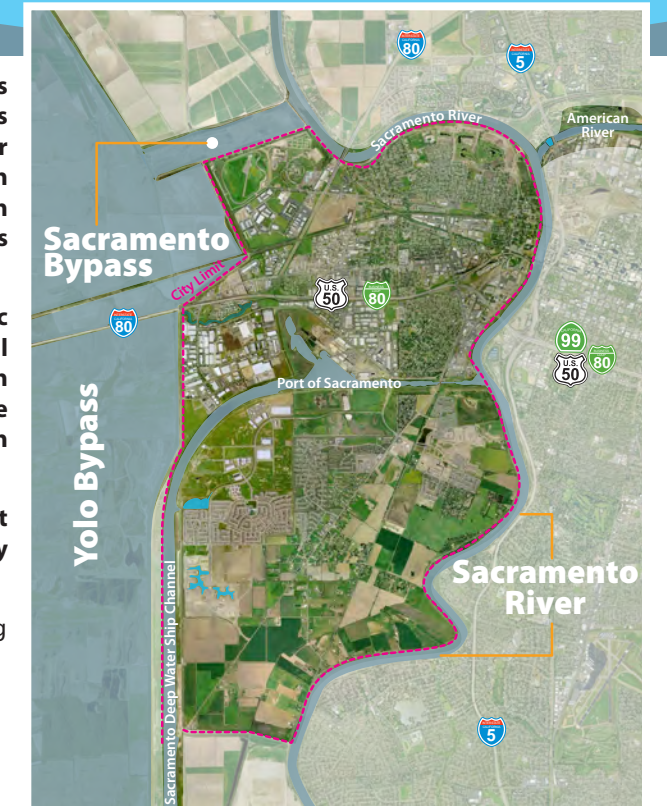 s
s
r
n
n
s
c
l
n
e
n
t
y
g
CALIFORNIA
80
5
Sacramento River
American
River
Sacramento
Bypass
City Limit
80
U.S.
50
80
99
U.S.
50
80
Port of Sacramento
Yolo Bypass
Sacramento Deep Water Ship Channel
Sacramento
River
5